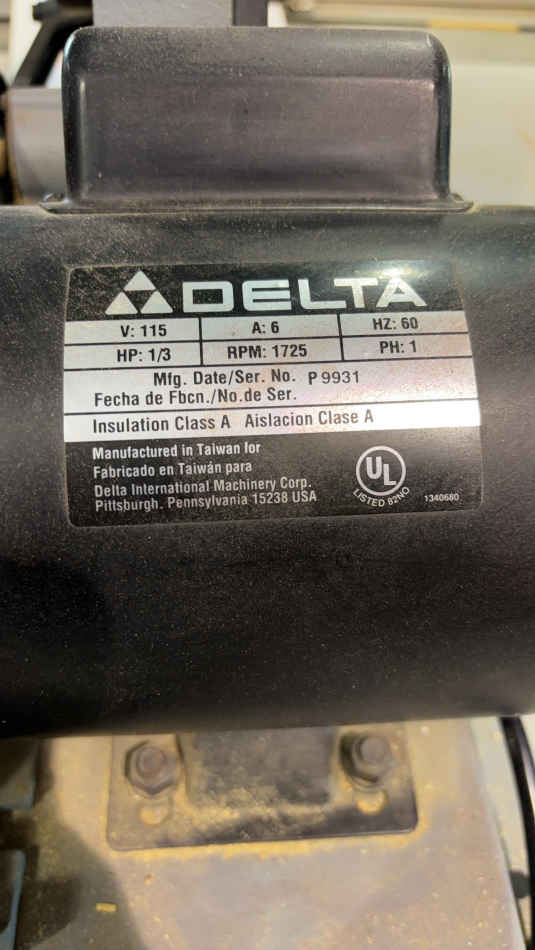 DELTA
V: 115 A: 6 HZ: 60
HP: 1/3 RPM: 1725 PH: 1
Mfg. Date/Ser. No. P 9931
Fecha de Fbcn./No.de Ser.
Insulation Class A Aislacion Clase A
Manufactured in Taiwan for
Fabricado en Taiwán para
Delta International Machinery Corp.
Pittsburgh, Pennsylvania 15238 USA
UL
LISTED 82NO
1340680